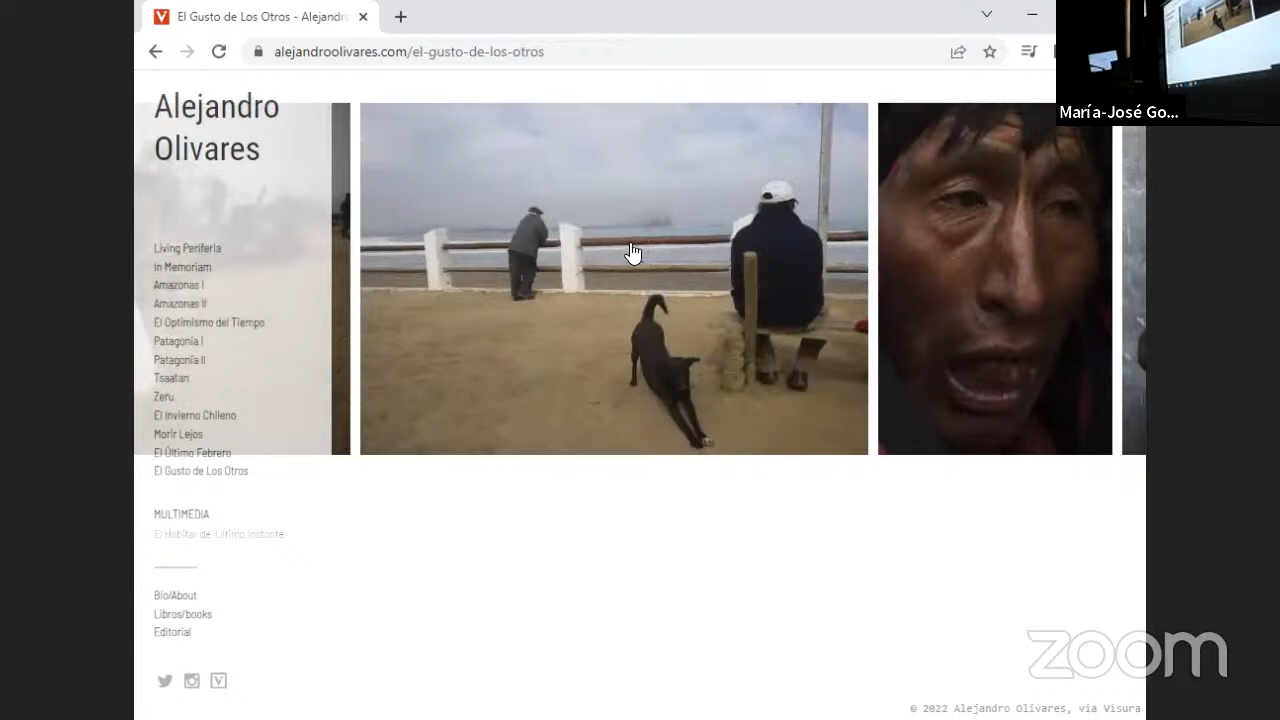 El Gusto de Los Otros - Alejandro
alejandroolivares.com/el-gusto-de-los-otros
María-José Go...
Alejandro
Olivares
Living Periferia
In Memoriam
Amazonas I
Amazonas II
El Optimismo del Tiempo
Patagonia I
Patagonia II
Tsaatan
Zeru
El Invierno Chileno
Morir Lejos
El Último Febrero
El Gusto de Los Otros
MULTIMEDIA
El Habitar del Último Instante
Bio/About
Libros/books
Editorial
zoom
© 2022 Alejandro Olivares, via Visura